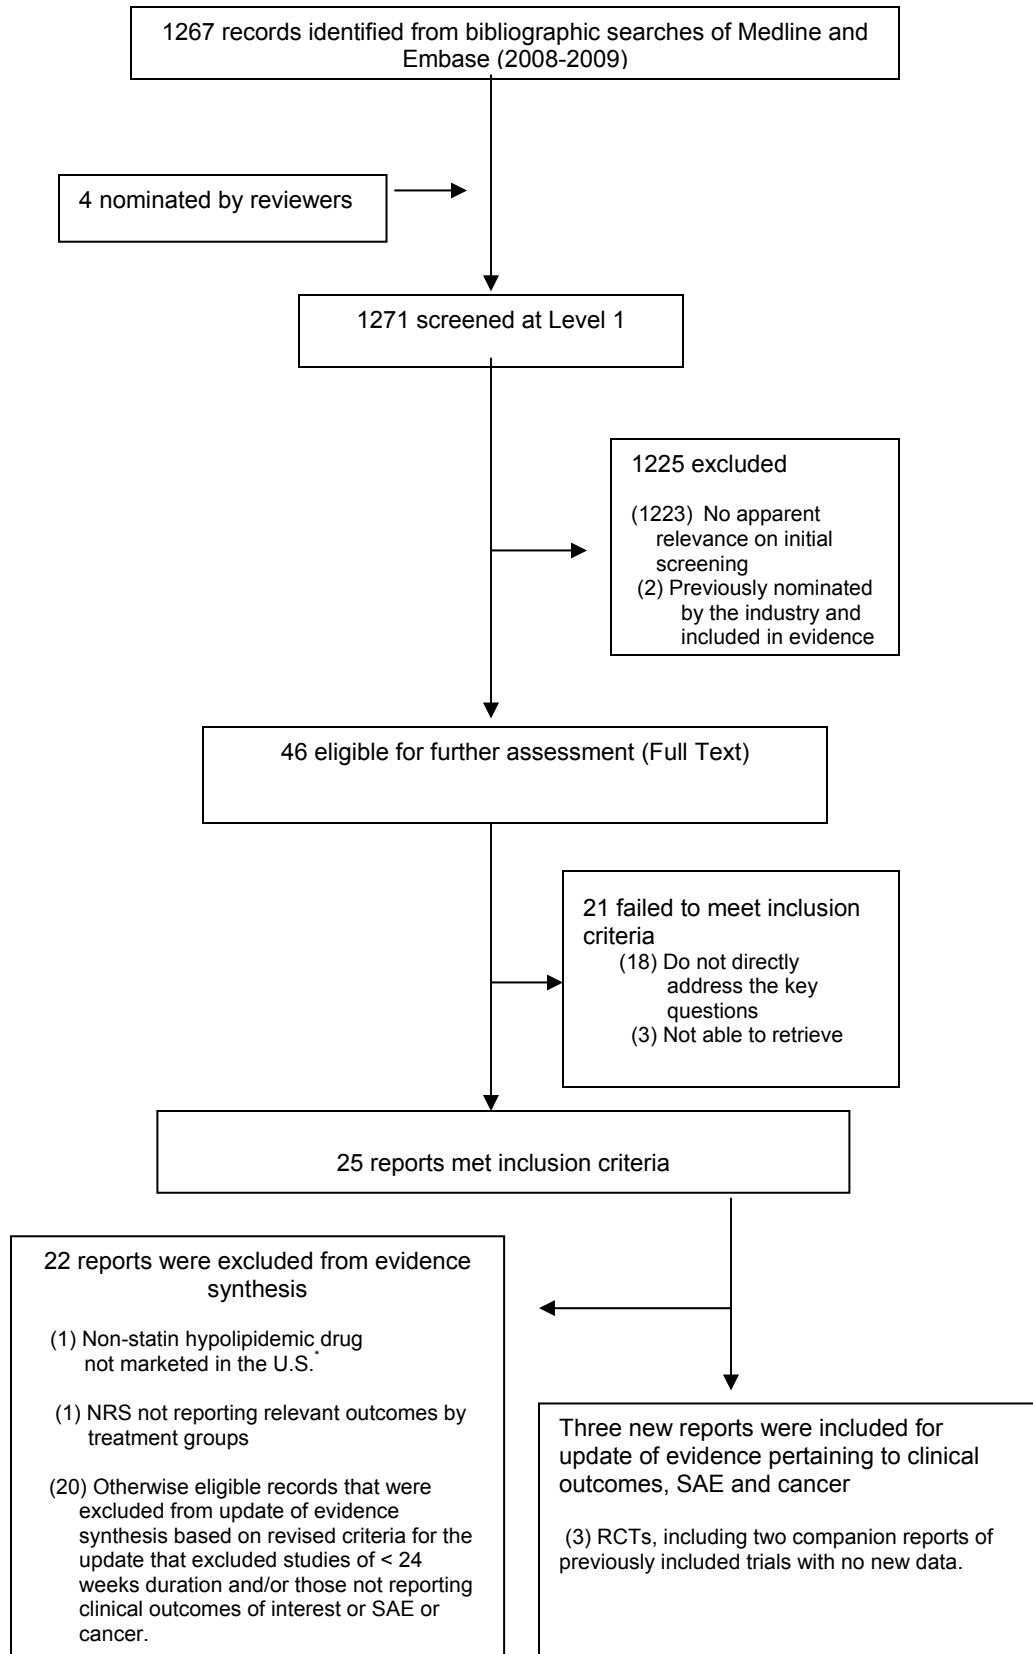 1267 records identified from bibliographic searches of Medline and
Embase (2008-2009)
4 nominated by reviewers
1271 screened at Level 1
1225 excluded
(1223) No apparent
relevance on initial
screening
(2) Previously nominated
by the industry and
included in evidence
46 eligible for further assessment (Full Text)
21 failed to meet inclusion
criteria
(18) Do not directly
address the key
questions
(3) Not able to retrieve
25 reports met inclusion criteria
22 reports were excluded from evidence
synthesis
(1) Non-statin hypolipidemic drug
not marketed in the U.S.*
(1) NRS not reporting relevant outcomes by
treatment groups
(20) Otherwise eligible records that were
excluded from update of evidence
synthesis based on revised criteria for the
update that excluded studies of < 24
weeks duration and/or those not reporting
clinical outcomes of interest or SAE or
cancer.
Three new reports were included for
update of evidence pertaining to clinical
outcomes, SAE and cancer
(3) RCTs, including two companion reports of
previously included trials with no new data.